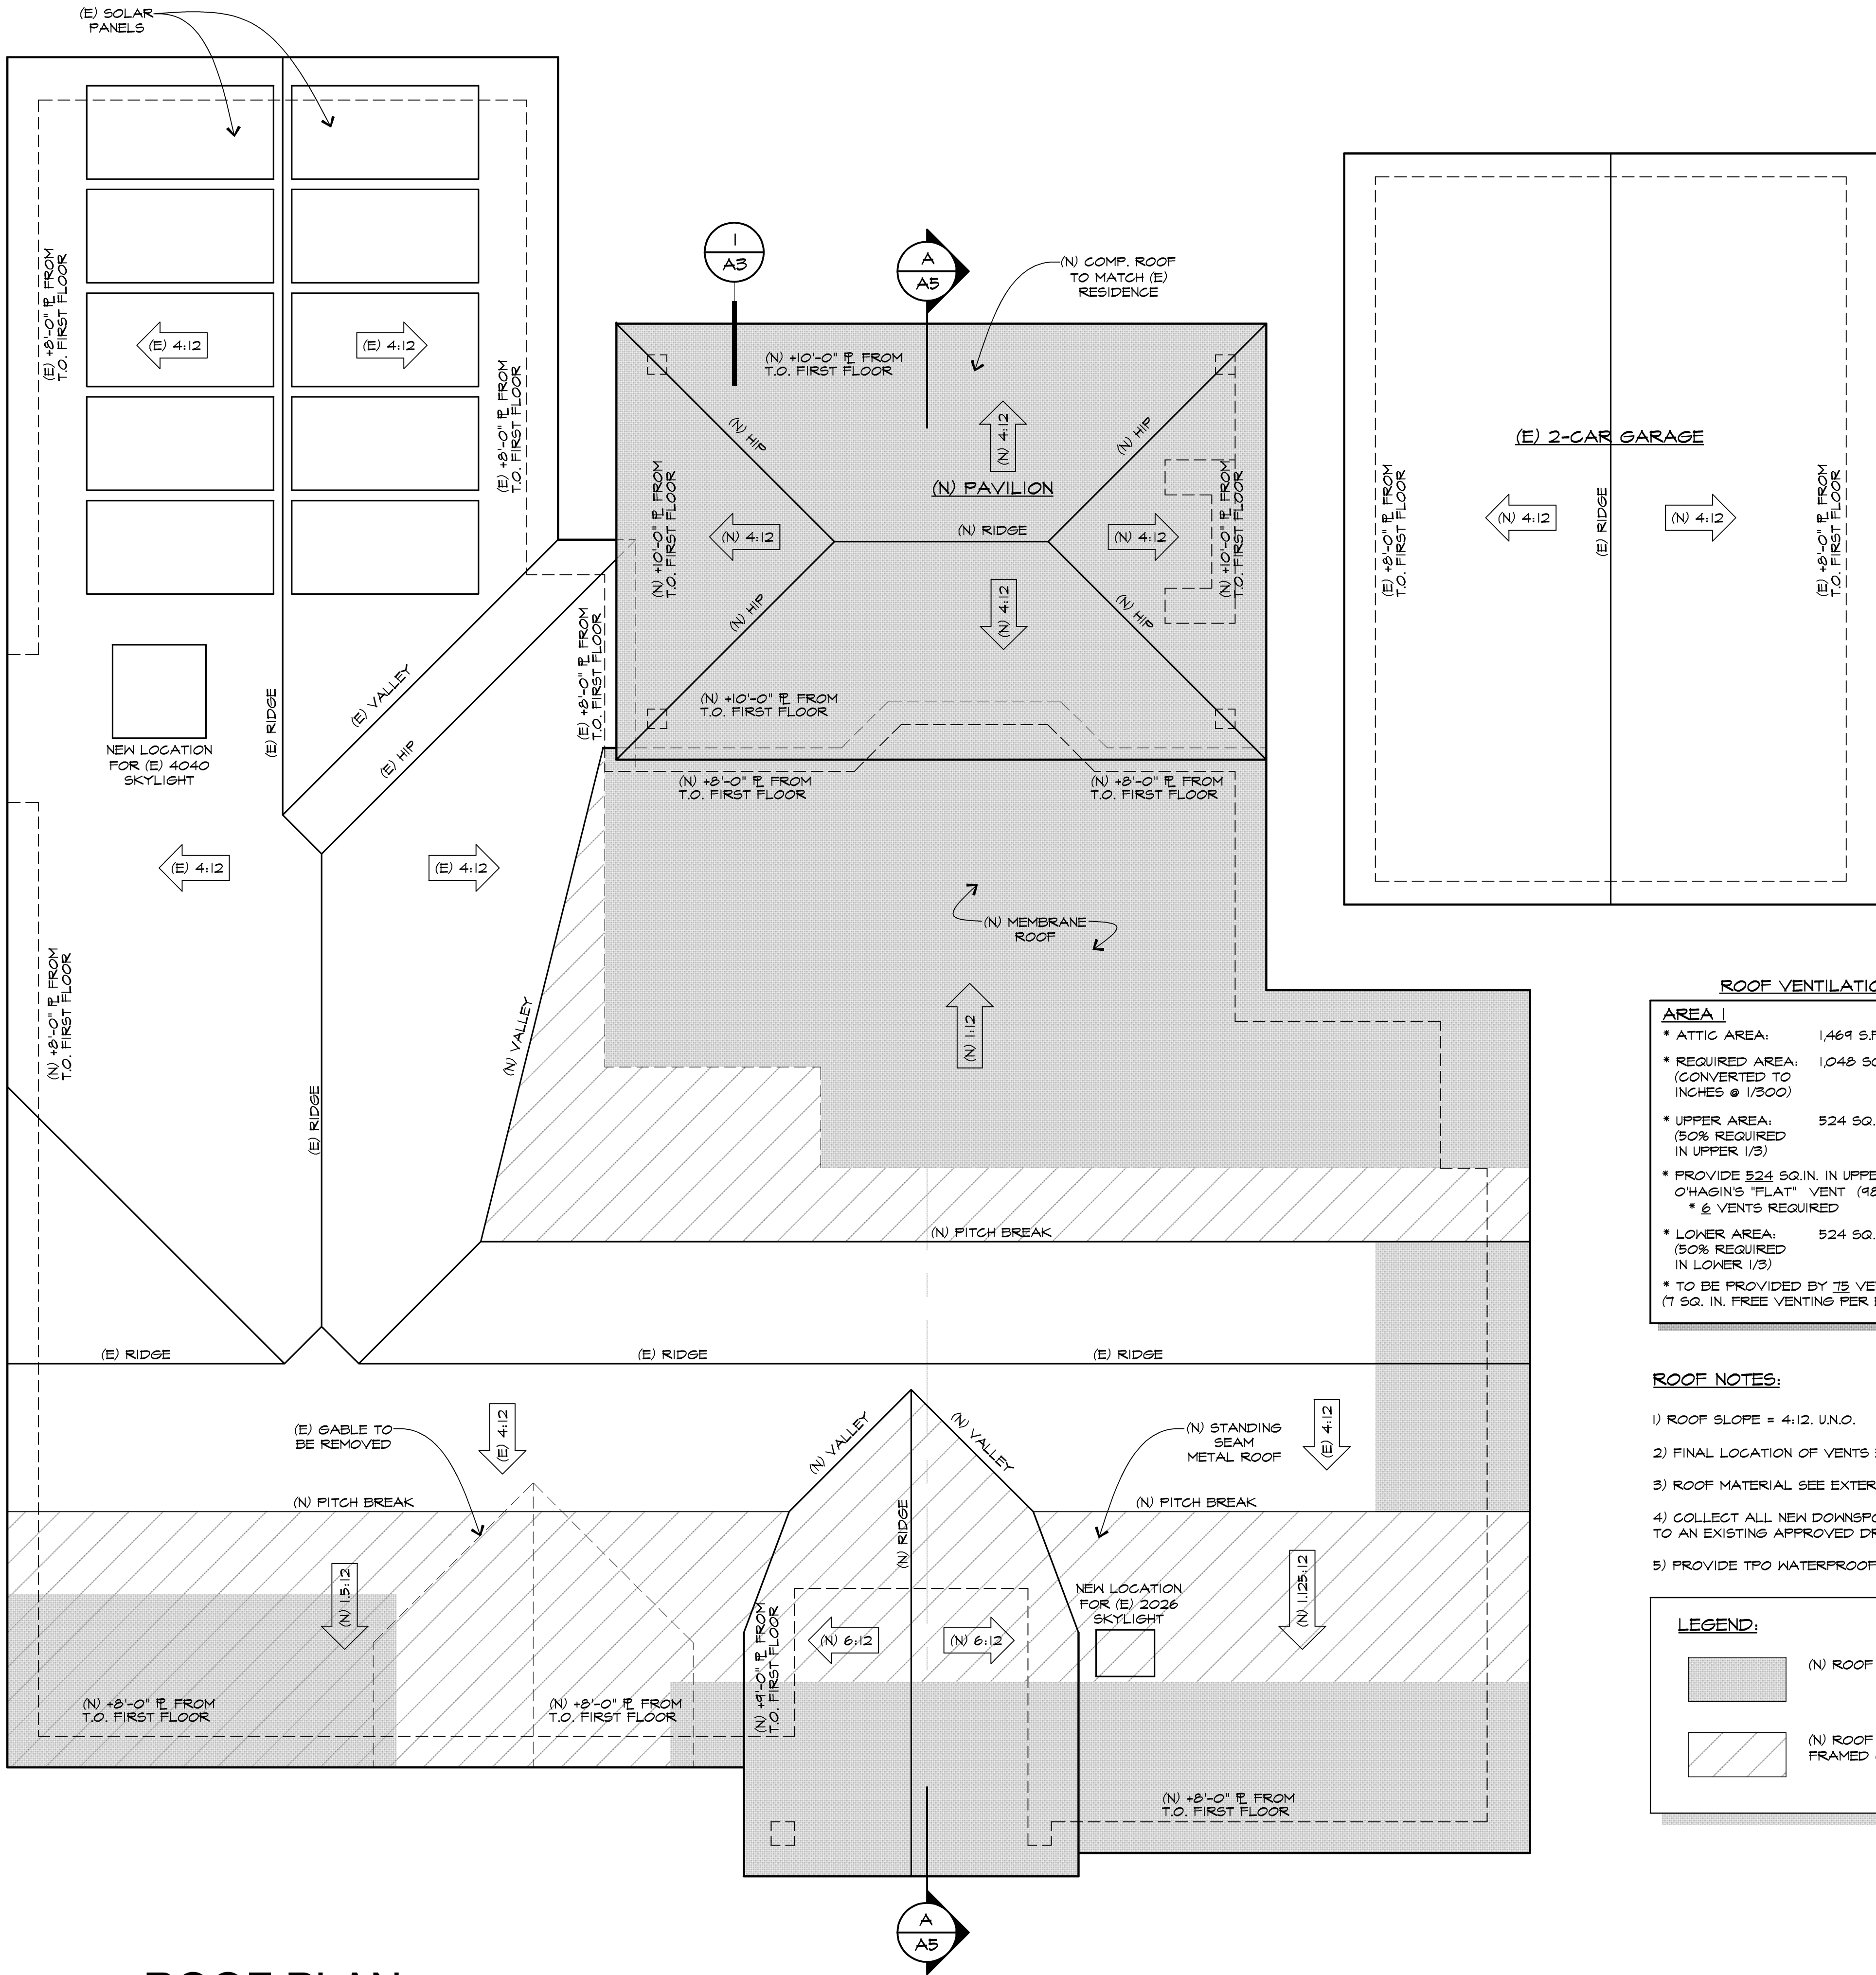 (E) SOLAR
PANELS
(E) +8'-0" PL FROM
T.O. FIRST FLOOR
(E) 4:12
(E) 4:12
(E) +8'-0" PL FROM
T.O. FIRST FLOOR
NEW LOCATION
FOR (E) 4040
SKYLIGHT
(E) RIDGE
(E) VALLEY
(E) HIP
(E) +8'-0" PL FROM
T.O. FIRST FLOOR
1
A3
A
A5
(N) COMP. ROOF
TO MATCH (E)
RESIDENCE
(N) +10'-0" PL FROM
T.O. FIRST FLOOR
(N) HIP
(N) 4:12
(N) HIP
(N) PAVILION
(N) +10'-0" PL FROM
T.O. FIRST FLOOR
(N) 4:12
(N) RIDGE
(N) 4:12
(N) +10'-0" PL FROM
T.O. FIRST FLOOR
(N) HIP
(N) 4:12
(N) HIP
(N) +10'-0" PL FROM
T.O. FIRST FLOOR
(N) +8'-0" PL FROM
T.O. FIRST FLOOR
(N) +8'-0" PL FROM
T.O. FIRST FLOOR
(E) 2-CAR GARAGE
(E) +8'-0" PL FROM
T.O. FIRST FLOOR
(N) 4:12
(E) RIDGE
(N) 4:12
(E) +8'-0" PL FROM
T.O. FIRST FLOOR
(E) 4:12
(E) 4:12
(N) MEMBRANE
ROOF
(N) +8'-0" PL FROM
T.O. FIRST FLOOR
(N) VALLEY
(N) 1:12
(E) RIDGE
(N) PITCH BREAK
(E) RIDGE
(E) RIDGE
(E) RIDGE
(E) GABLE TO
BE REMOVED
(E) 4:12
(N) VALLEY
(N) VALLEY
(N) STANDING
SEAM
METAL ROOF
(E) 4:12
(N) PITCH BREAK
(N) RIDGE
(N) PITCH BREAK
(N) 1.5:12
NEW LOCATION
FOR (E) 2026
SKYLIGHT
(N) 1.125:12
(N) +9'-0" PL FROM
T.O. FIRST FLOOR
(N) 6:12
(N) 6:12
(N) +8'-0" PL FROM
T.O. FIRST FLOOR
(N) +8'-0" PL FROM
T.O. FIRST FLOOR
(N) +8'-0" PL FROM
T.O. FIRST FLOOR
A
A5
ROOF PLAN
ROOF VENTILATIO
AREA 1
* ATTIC AREA: 1,469 S.F
* REQUIRED AREA: 1,048 SQ
(CONVERTED TO
INCHES @ 1/300)
* UPPER AREA: 524 SQ.
(50% REQUIRED
IN UPPER 1/3)
* PROVIDE 524 SQ.IN. IN UPPE
O'HAGIN'S "FLAT" VENT (98
* 6 VENTS REQUIRED
* LOWER AREA: 524 SQ.
(50% REQUIRED
IN LOWER 1/3)
* TO BE PROVIDED BY 75 VE
(7 SQ. IN. FREE VENTING PER
ROOF NOTES:
1) ROOF SLOPE = 4:12. U.N.O.
2) FINAL LOCATION OF VENTS
3) ROOF MATERIAL SEE EXTER
4) COLLECT ALL NEW DOWNSPO
TO AN EXISTING APPROVED DR
5) PROVIDE TPO WATERPROOF
LEGEND:
(N) ROOF
(N) ROOF
FRAMED